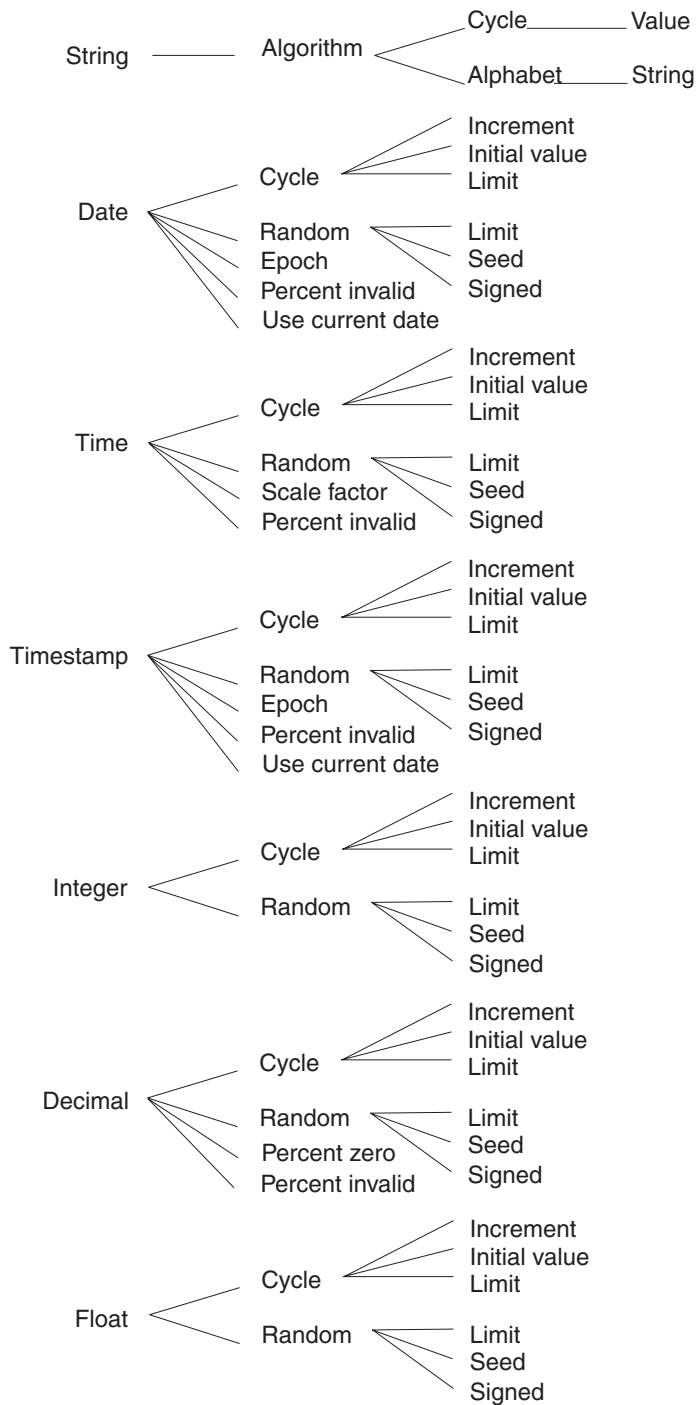 Cycle Value
String Algorithm
Alphabet String
Increment
Initial value
Cycle Limit
Date
Random Limit
Epoch Seed
Percent invalid Signed
Use current date
Increment
Initial value
Cycle Limit
Time
Random Limit
Scale factor Seed
Percent invalid Signed
Increment
Initial value
Cycle Limit
Timestamp
Random Limit
Epoch Seed
Percent invalid Signed
Use current date
Increment
Initial value
Cycle Limit
Integer
Random Limit
Seed
Signed
Increment
Initial value
Cycle Limit
Decimal
Random Limit
Percent zero Seed
Percent invalid Signed
Increment
Initial value
Cycle Limit
Float
Random Limit
Seed
Signed